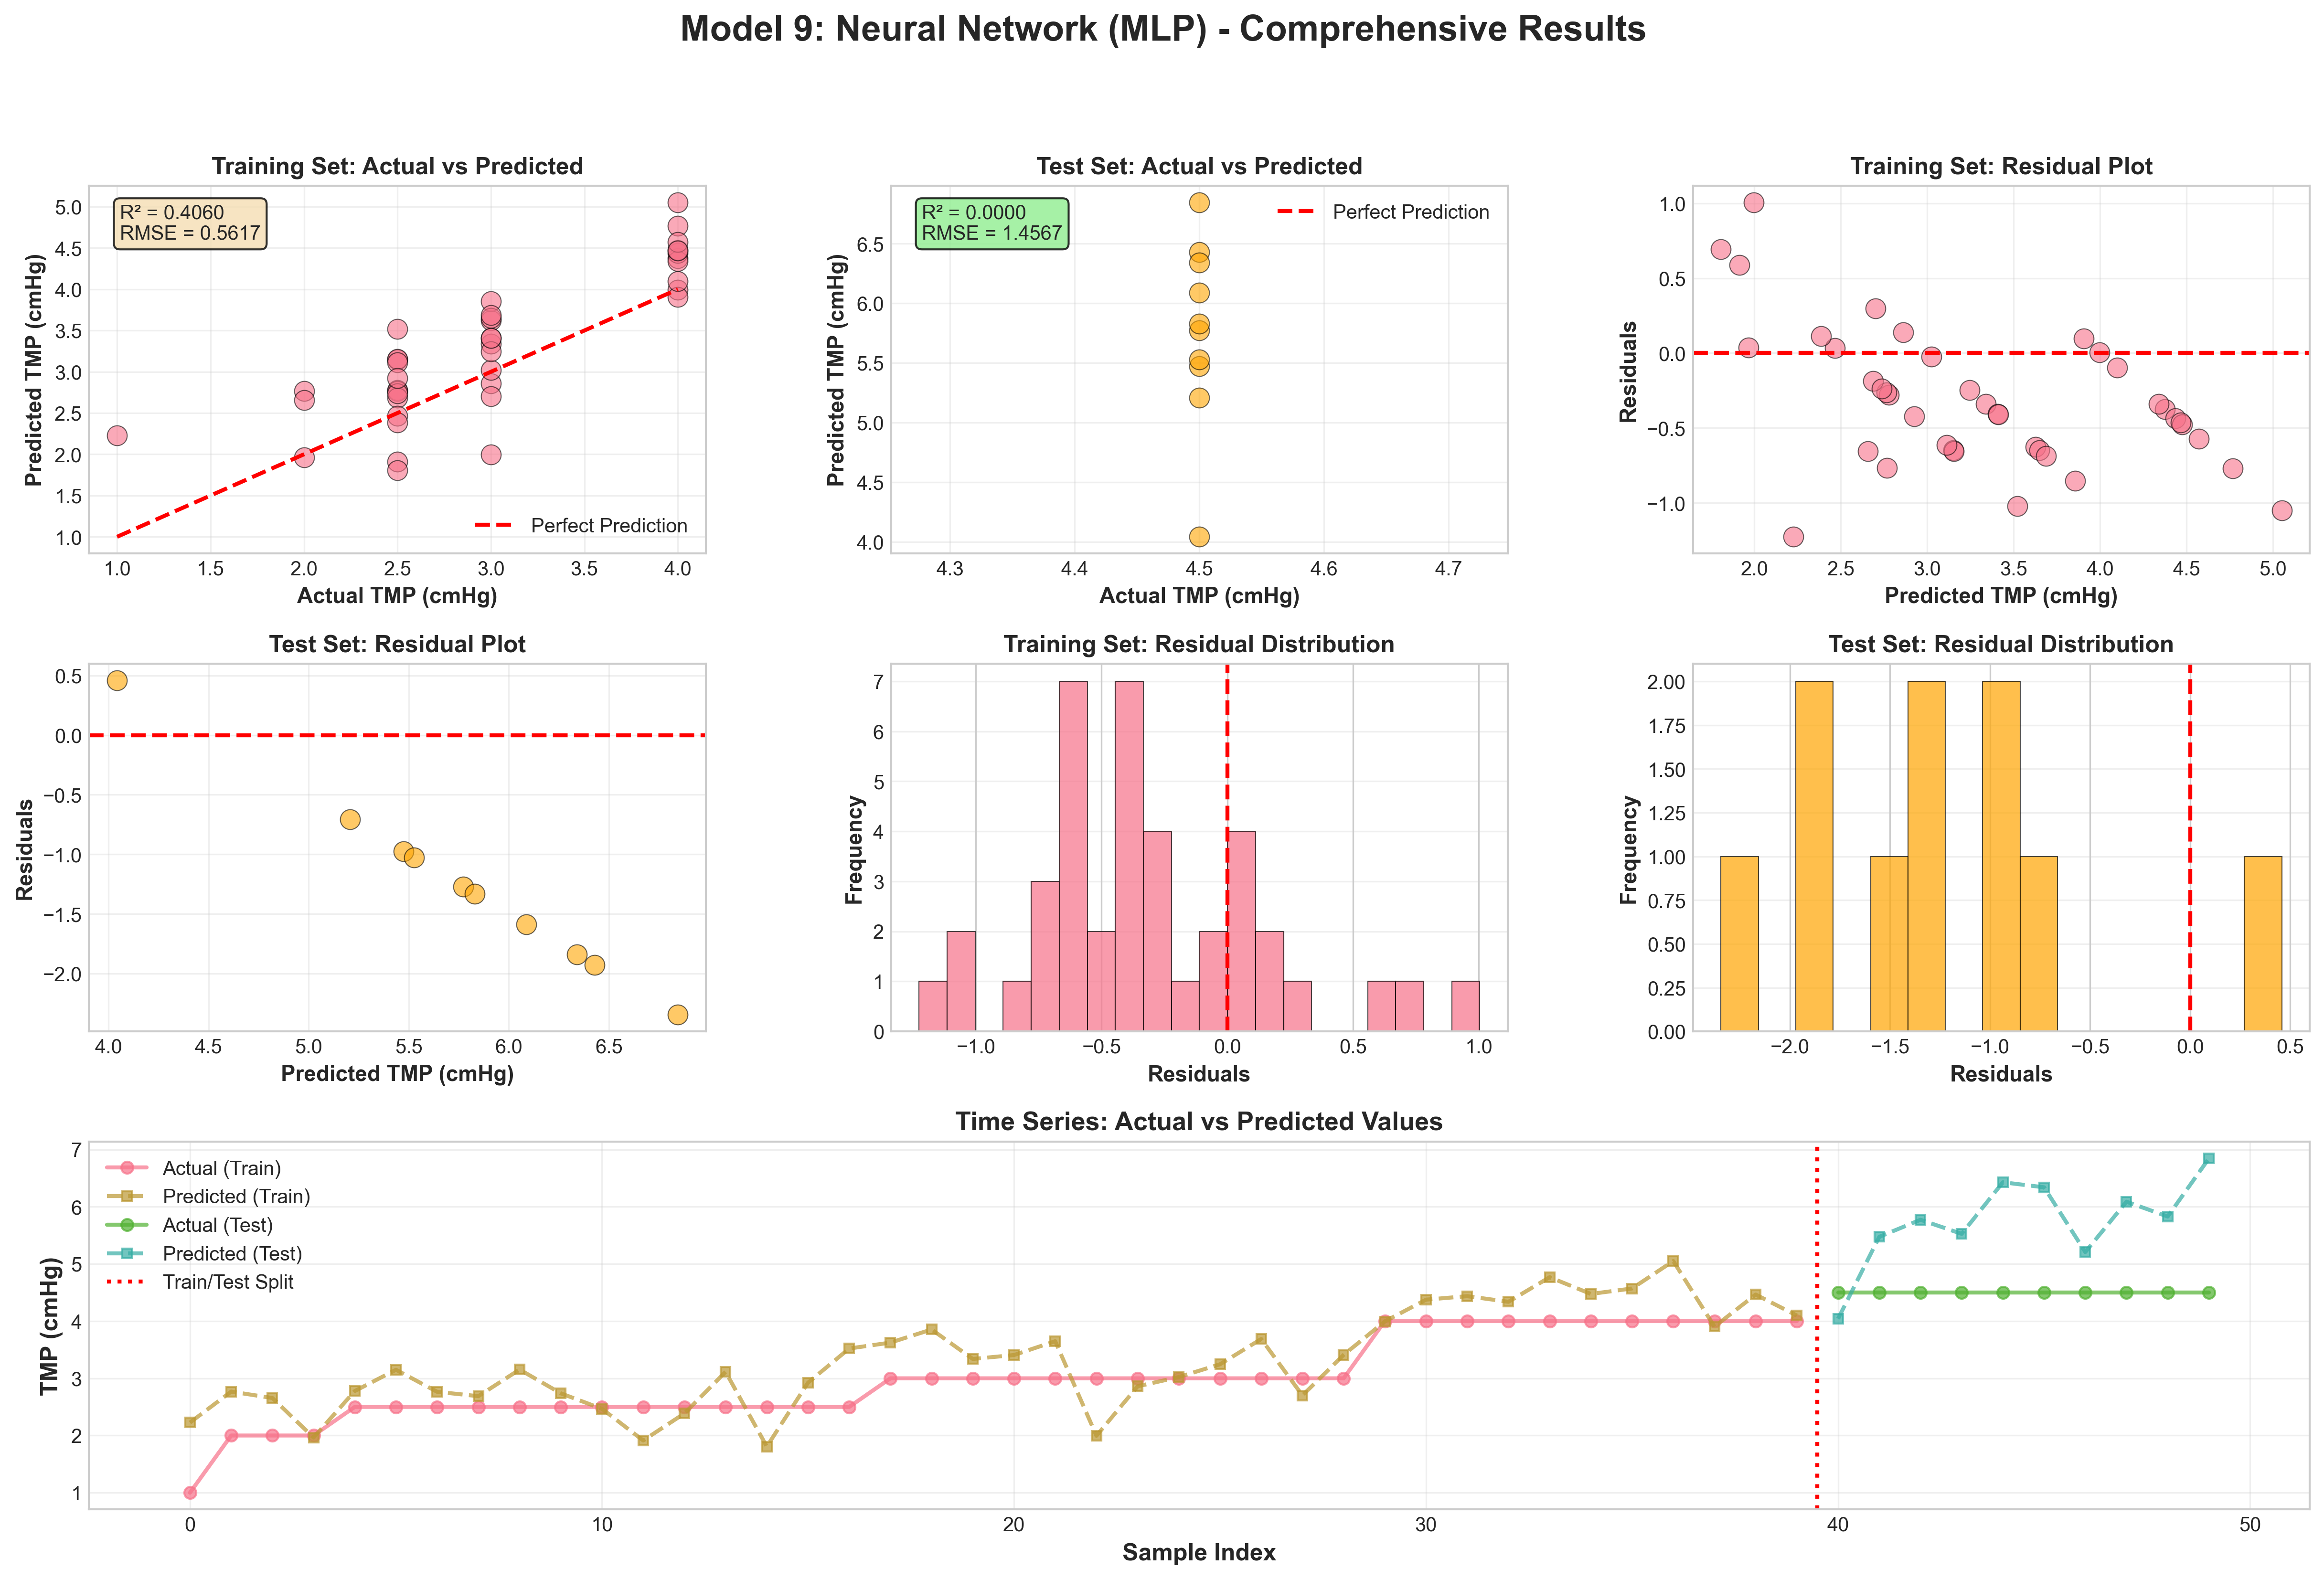 Model 9: Neural Network (MLP) - Comprehensive Results
Training Set: Actual vs Predicted
R² = 0.4060
RMSE = 0.5617
Perfect Prediction
Predicted TMP (cmHg)
5.0
4.5
4.0
3.5
3.0
2.5
2.0
1.5
1.0
1.0 1.5 2.0 2.5 3.0 3.5 4.0
Actual TMP (cmHg)
Test Set: Actual vs Predicted
R² = 0.0000
RMSE = 1.4567
Perfect Prediction
Predicted TMP (cmHg)
6.5
6.0
5.5
5.0
4.5
4.0
4.3 4.4 4.5 4.6 4.7
Actual TMP (cmHg)
Training Set: Residual Plot
Residuals
1.0
0.5
0.0
−0.5
−1.0
2.0 2.5 3.0 3.5 4.0 4.5 5.0
Predicted TMP (cmHg)
Test Set: Residual Plot
Residuals
0.5
0.0
−0.5
−1.0
−1.5
−2.0
4.0 4.5 5.0 5.5 6.0 6.5
Predicted TMP (cmHg)
Training Set: Residual Distribution
Frequency
7
6
5
4
3
2
1
0
−1.0 −0.5 0.0 0.5 1.0
Residuals
Test Set: Residual Distribution
Frequency
2.00
1.75
1.50
1.25
1.00
0.75
0.50
0.25
0.00
−2.0 −1.5 −1.0 −0.5 0.0 0.5
Residuals
Time Series: Actual vs Predicted Values
Actual (Train)
Predicted (Train)
Actual (Test)
Predicted (Test)
Train/Test Split
TMP (cmHg)
7
6
5
4
3
2
1
0 10 20 30 40 50
Sample Index